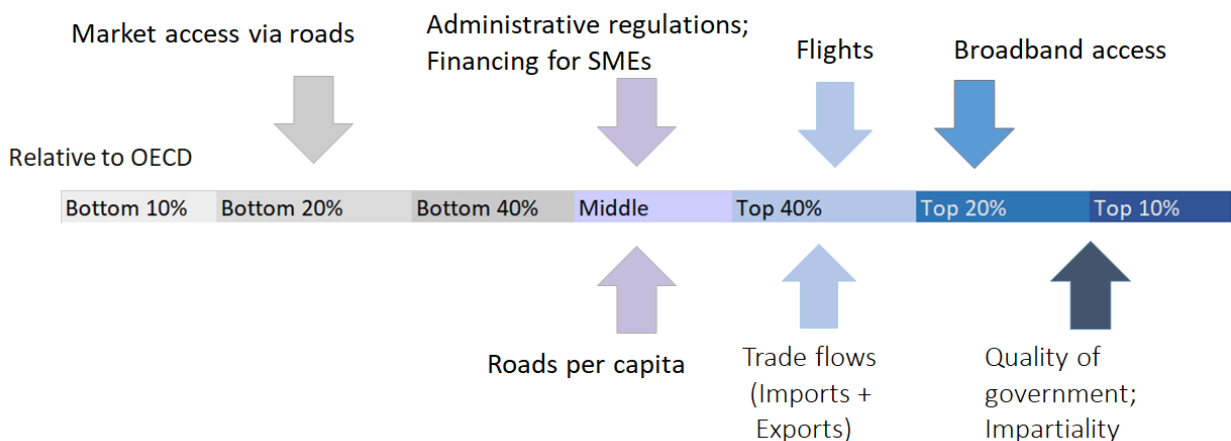 Market access via roads
Administrative regulations;
Financing for SMEs
Flights
Broadband access
Relative to OECD
Bottom 10%
Bottom 20%
Bottom 40%
Middle
Top 40%
Top 20%
Top 10%
Roads per capita
Trade flows
(Imports +
Exports)
Quality of
government;
Impartiality